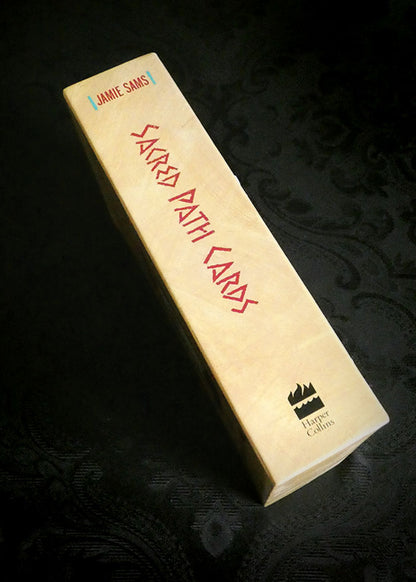 JAMIE SAMS
SACRED PATH CARDS
Harper
Collins